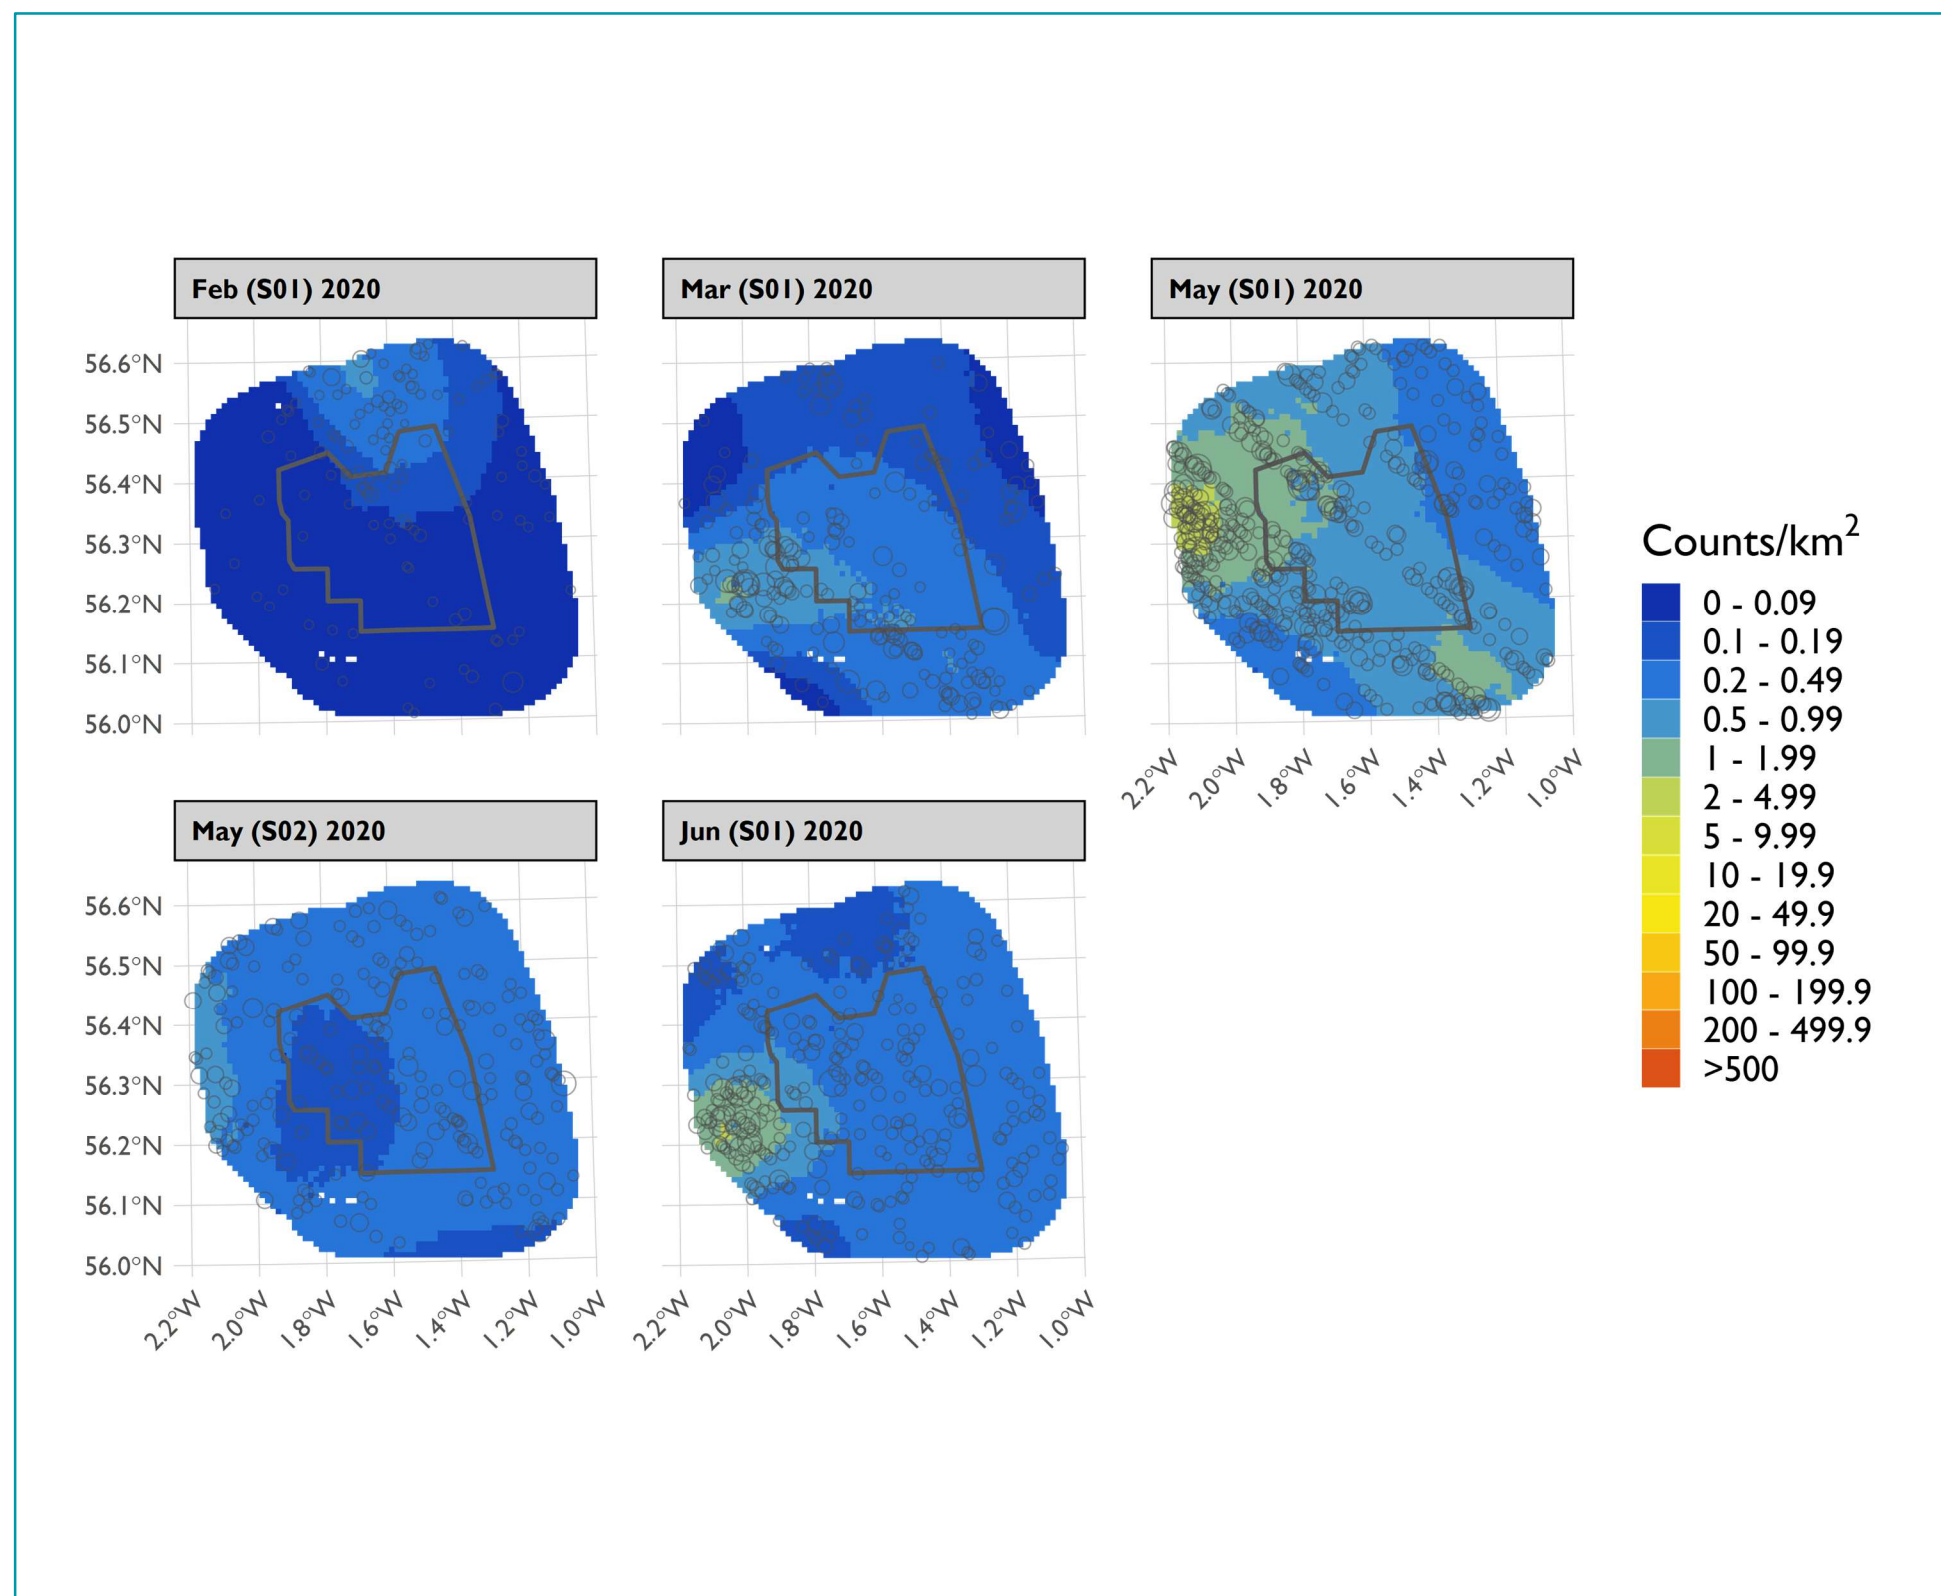 Feb (S01) 2020
Mar (S01) 2020
May (S01) 2020
56.6°N
56.5°N
56.4°N
56.3°N
56.2°N
56.1°N
56.0°N
2.2°W
2.0°W
1.8°W
1.6°W
1.4°W
1.2°W
1.0°W
May (S02) 2020
Jun (S01) 2020
56.6°N
56.5°N
56.4°N
56.3°N
56.2°N
56.1°N
56.0°N
2.2°W
2.0°W
1.8°W
1.6°W
1.4°W
1.2°W
1.0°W
2.2°W
2.0°W
1.8°W
1.6°W
1.4°W
1.2°W
1.0°W
Counts/km²
0 - 0.09
0.1 - 0.19
0.2 - 0.49
0.5 - 0.99
1 - 1.99
2 - 4.99
5 - 9.99
10 - 19.9
20 - 49.9
50 - 99.9
100 - 199.9
200 - 499.9
>500